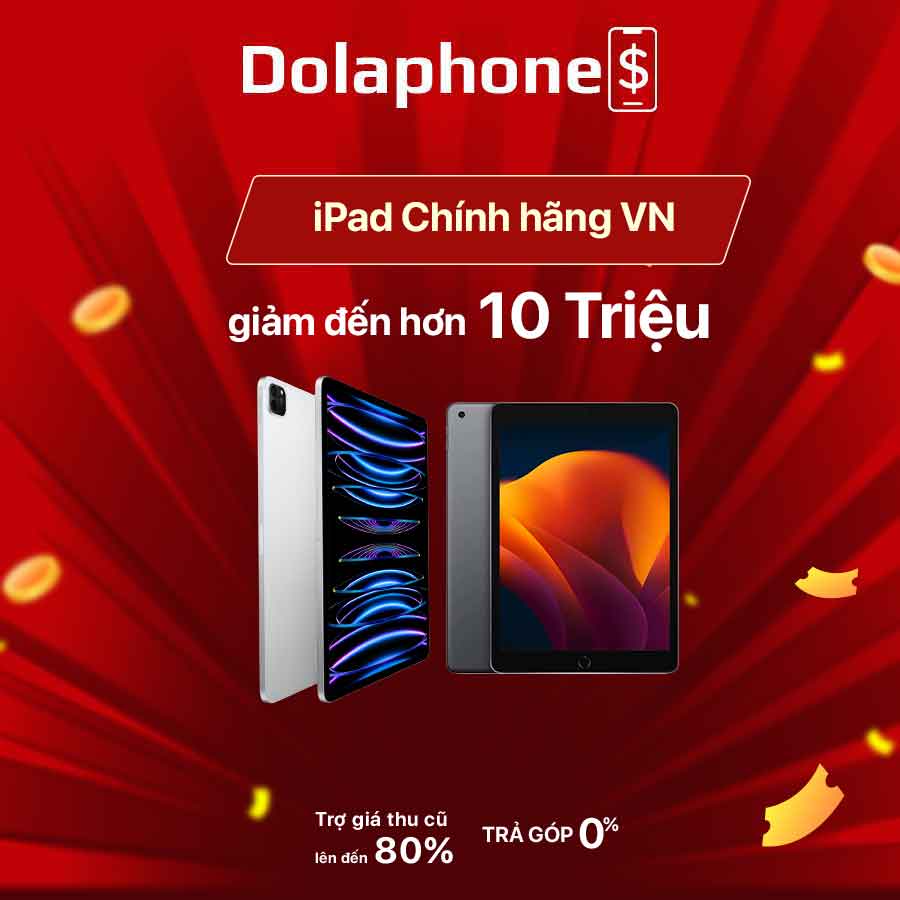 Dolaphone $
iPad Chính hãng VN
giảm đến hơn 10 Triệu
Trợ giá thu cũ
lên đến 80%
TRẢ GÓP 0%